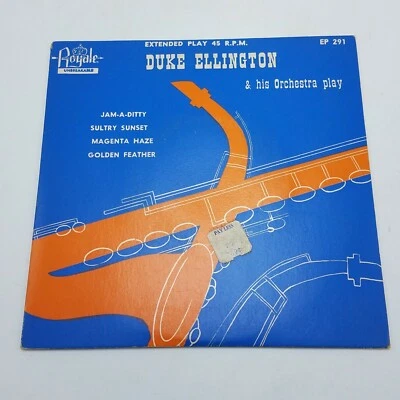 Royale
UNBREAKABLE
EXTENDED PLAY 45 R.P.M.
EP 291
DUKE ELLINGTON
& his Orchestra play
JAM-A-DITTY
SULTRY SUNSET
MAGENTA HAZE
GOLDEN FEATHER